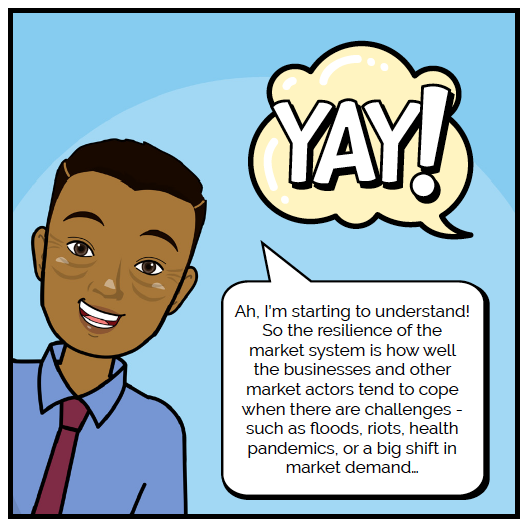 YAY!
Ah, I'm starting to understand!
So the resilience of the
market system is how well
the businesses and other
market actors tend to cope
when there are challenges -
such as floods, riots, health
pandemics, or a big shift in
market demand...